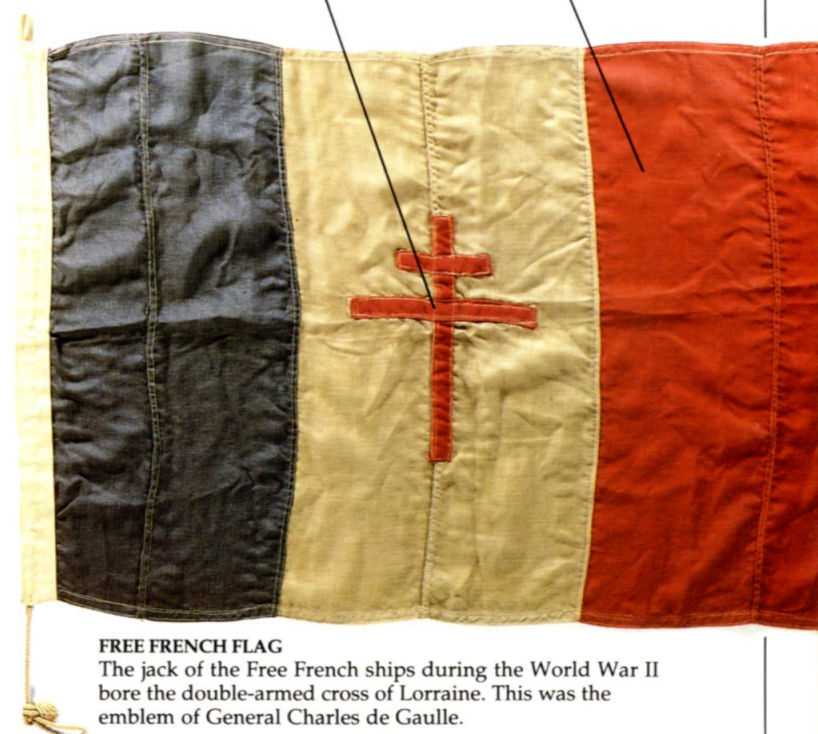 FREE FRENCH FLAG
The jack of the Free French ships during the World War II
bore the double-armed cross of Lorraine. This was the
emblem of General Charles de Gaulle.